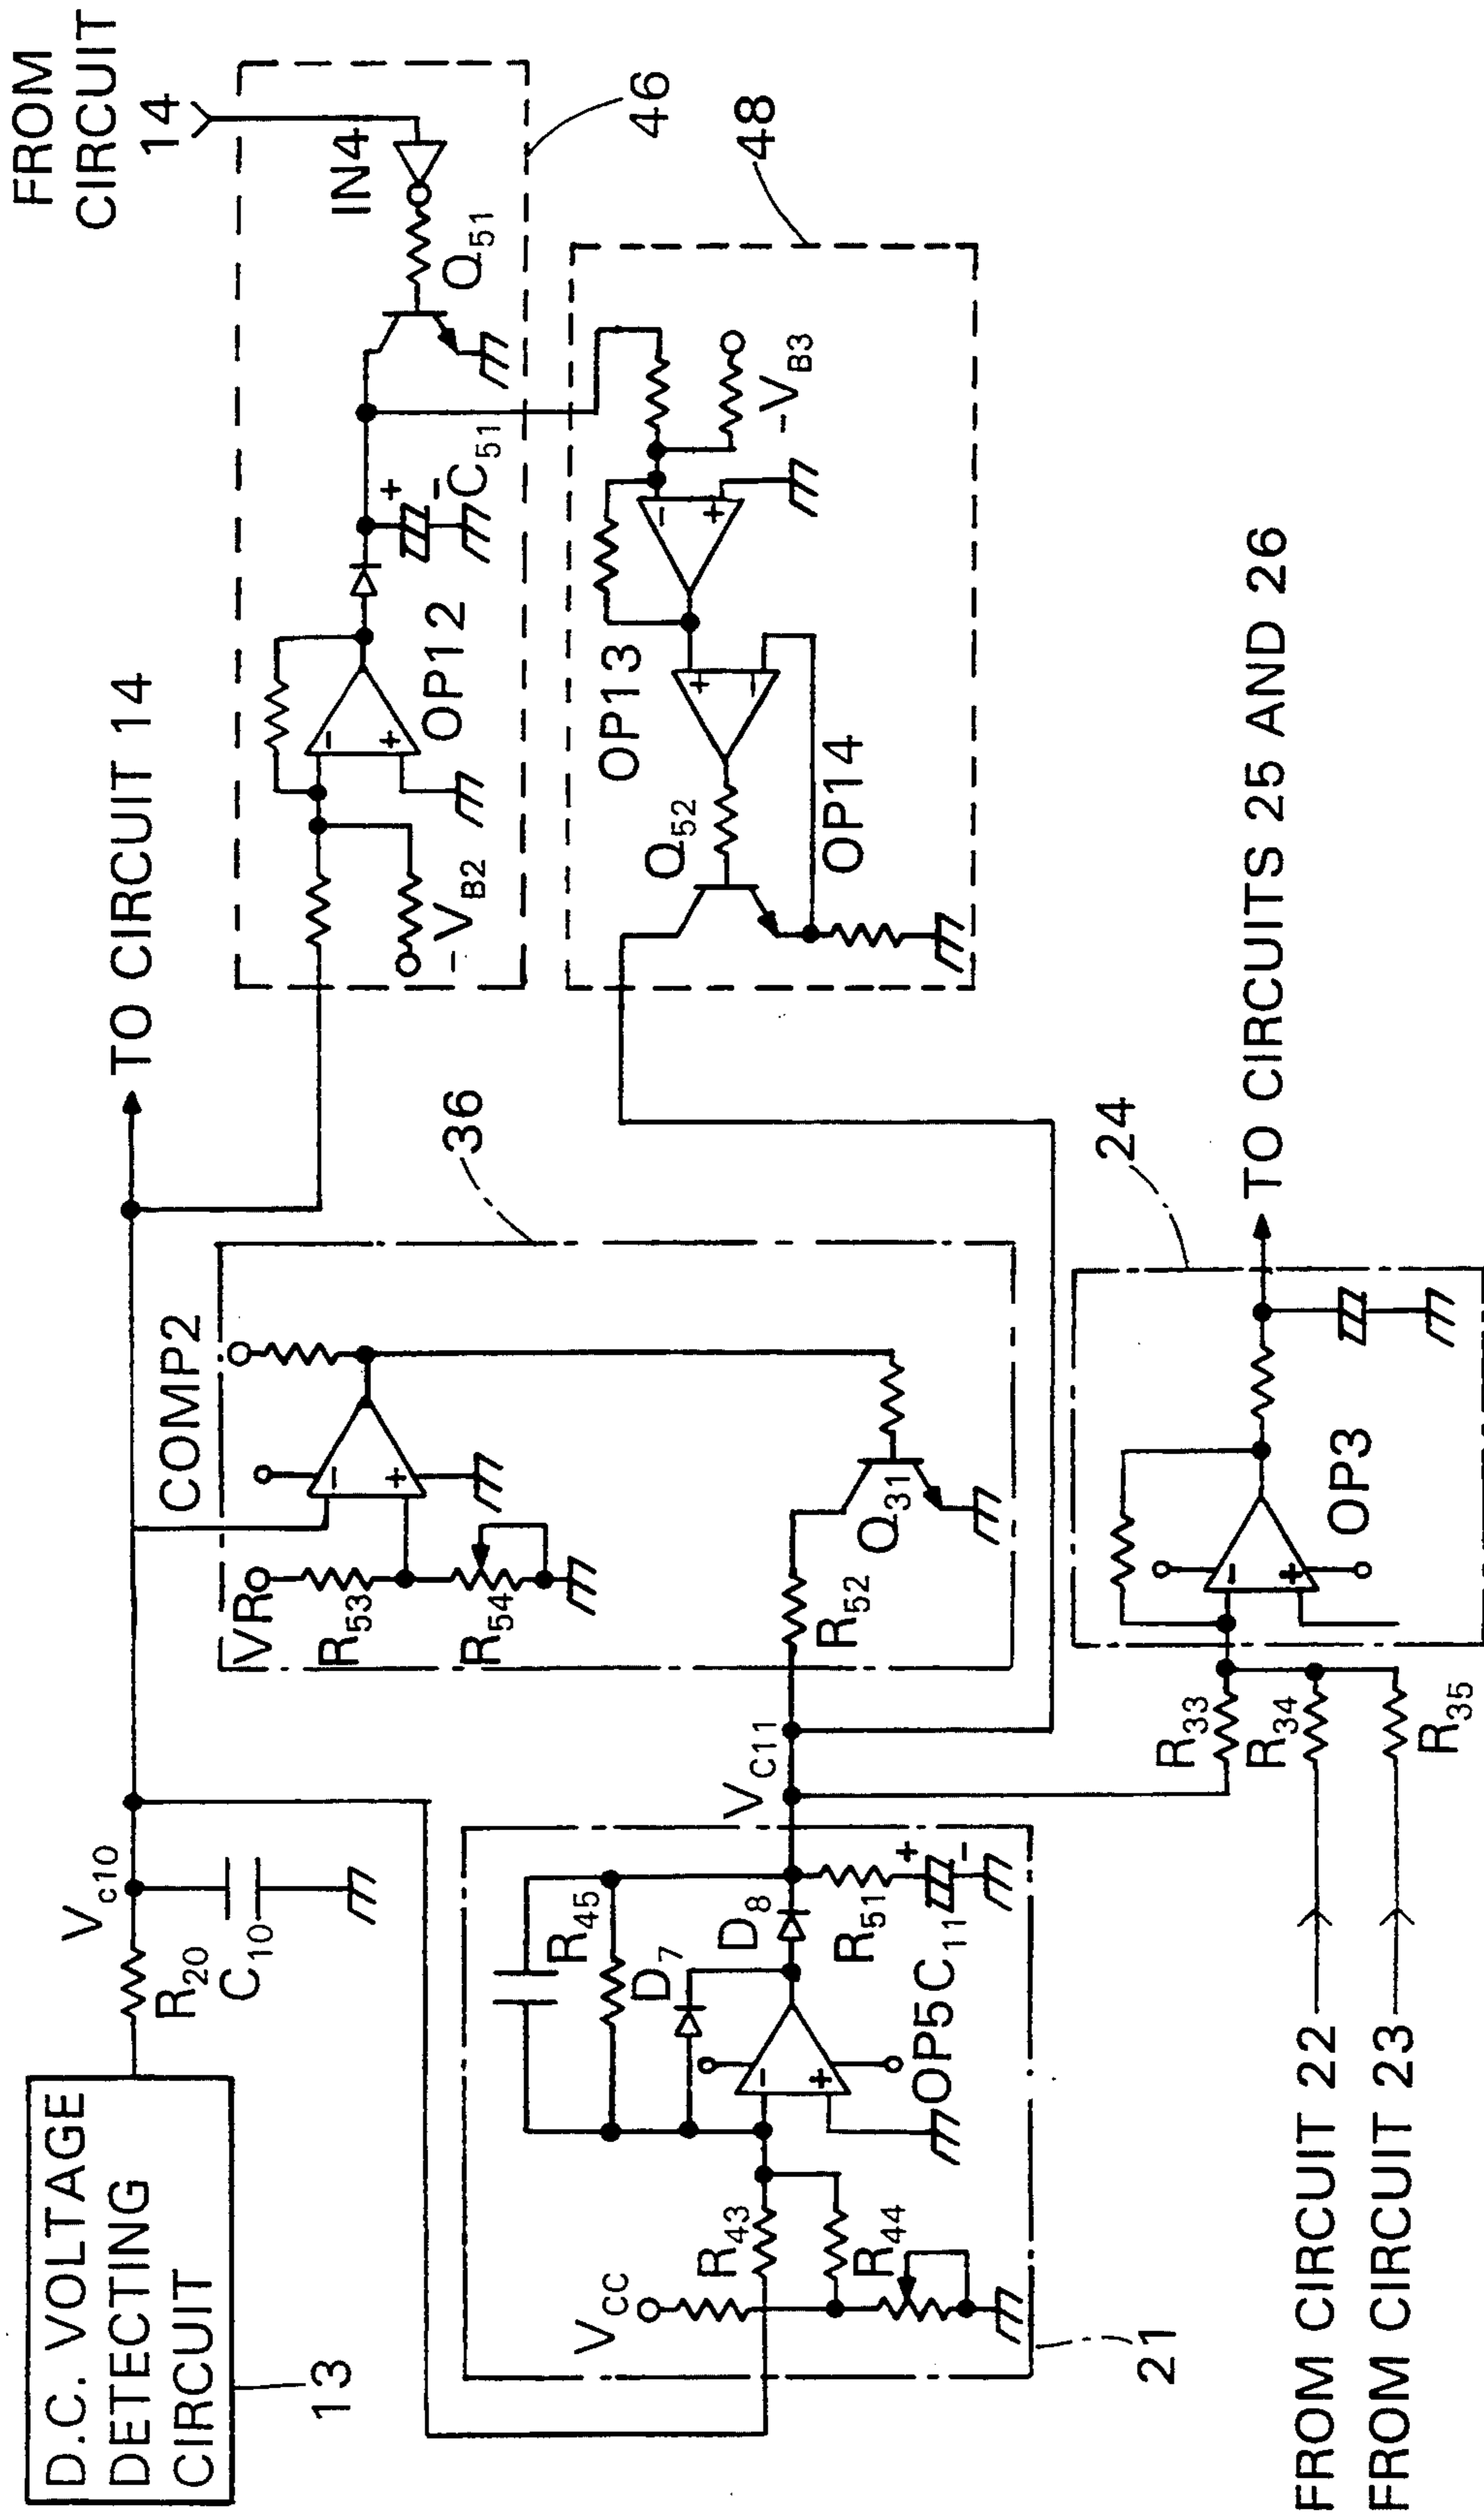 D.C. VOLTAGE
DETECTING
CIRCUIT
13
R20
Vc10
C10
TO CIRCUIT 14
FROM
CIRCUIT
14
IN4
Q51
46
+
-
C51
-
+
OP12
-VB2
48
-VB3
-
+
OP13
+
-
OP14
Q52
36
COMP2
-
+
VR
R53
R54
Q31
R52
VC11
R45
D7
D8
R51
+
-
C11
OP5
-
+
R43
R44
VCC
21
24
TO CIRCUITS 25 AND 26
-
+
OP3
R33
R34
R35
FROM CIRCUIT 22
FROM CIRCUIT 23